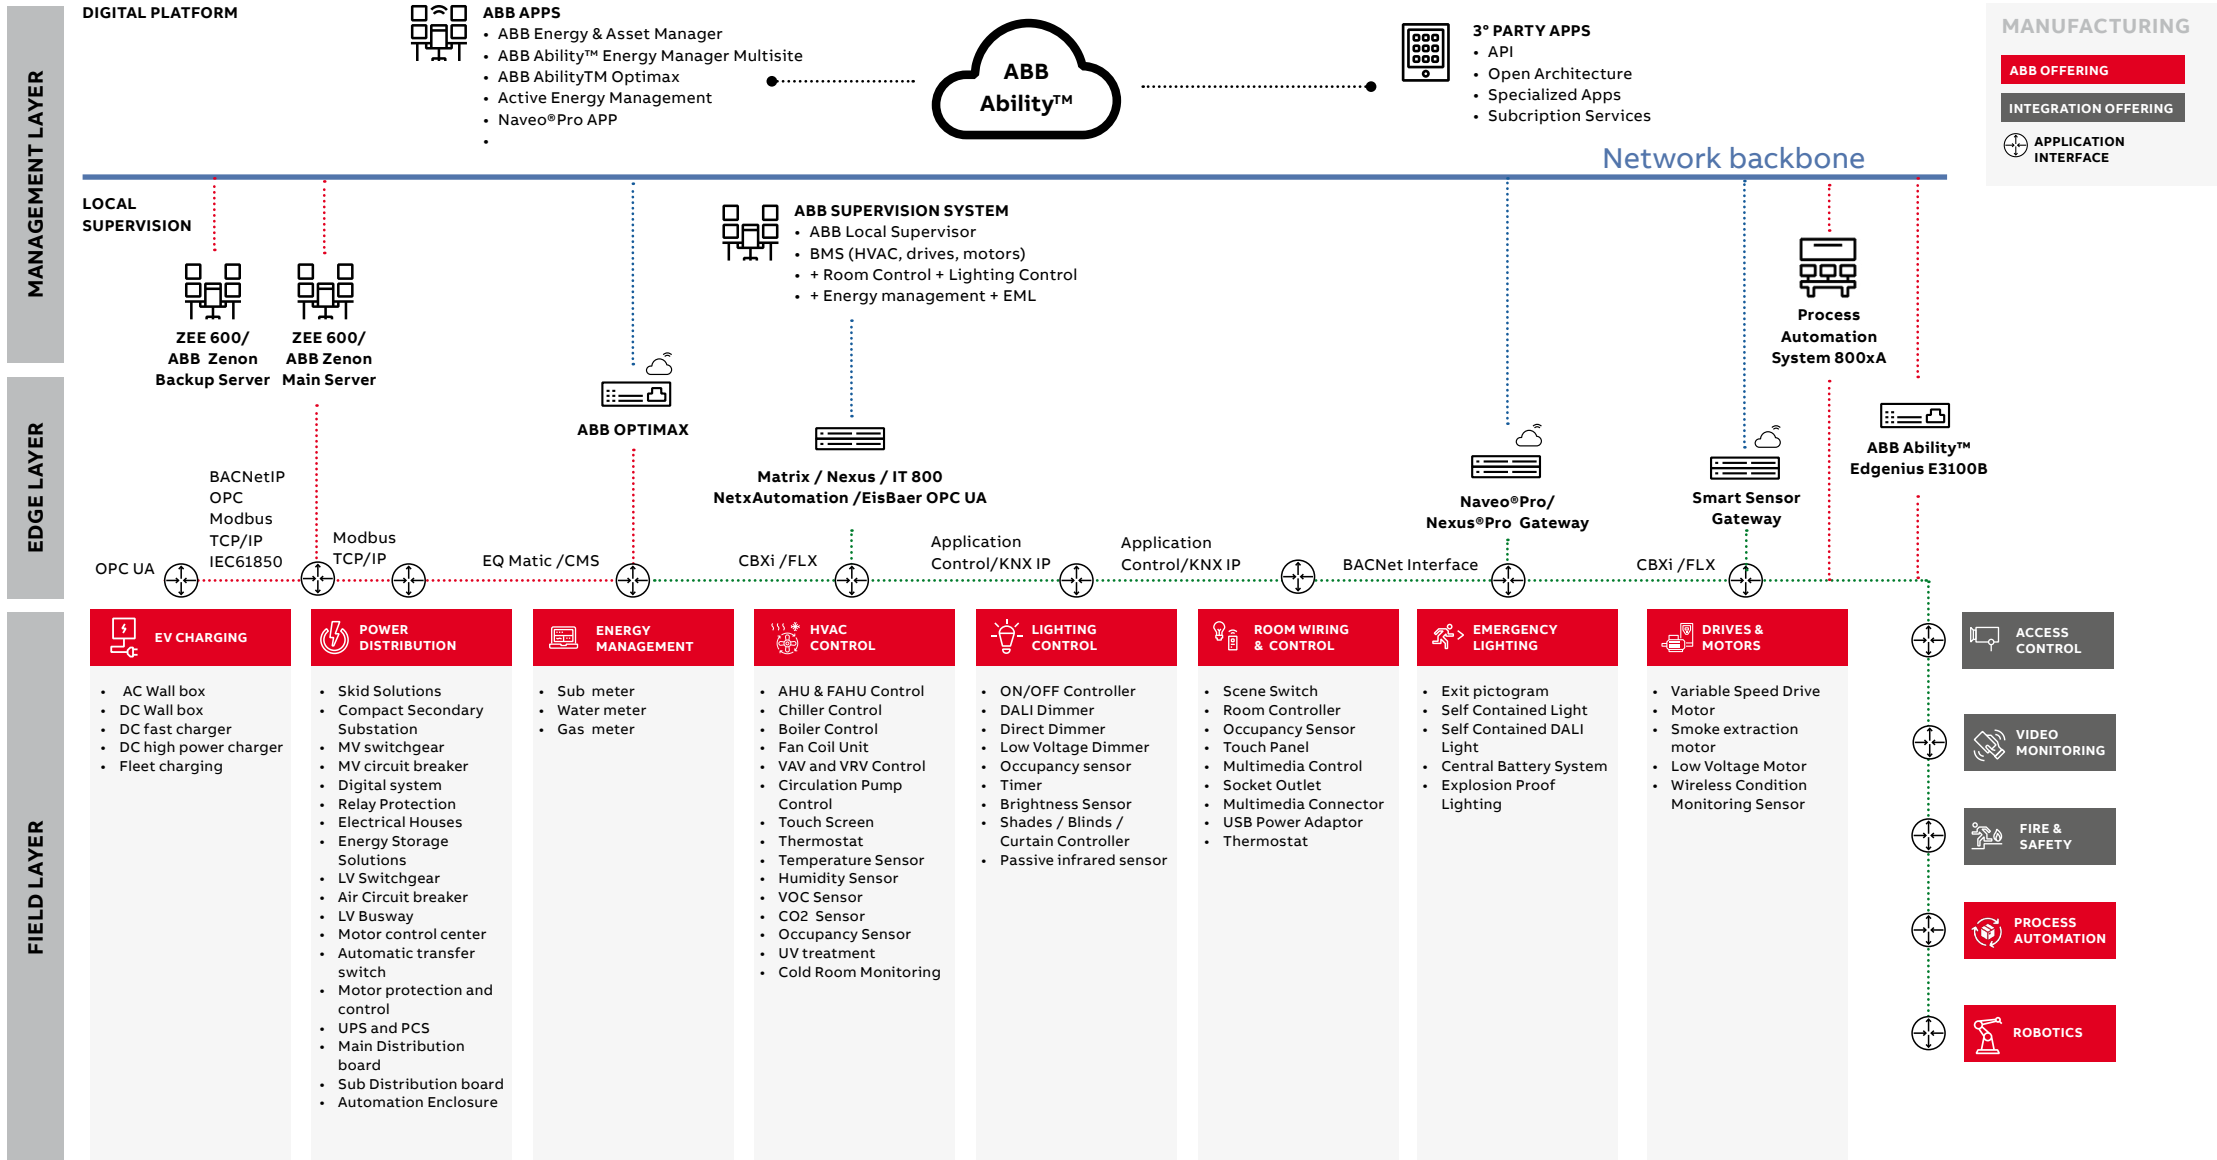 MANAGEMENT LAYER
EDGE LAYER
FIELD LAYER
DIGITAL PLATFORM
ABB APPS
• ABB Energy & Asset Manager
• ABB Ability™ Energy Manager Multisite
• ABB AbilityTM Optimax
• Active Energy Management
• Naveo®Pro APP
•
ABB
Ability™
3° PARTY APPS
• API
• Open Architecture
• Specialized Apps
• Subcription Services
MANUFACTURING
ABB OFFERING
INTEGRATION OFFERING
APPLICATION
INTERFACE
Network backbone
LOCAL
SUPERVISION
ZEE 600/
ABB Zenon
Backup Server
ZEE 600/
ABB Zenon
Main Server
ABB SUPERVISION SYSTEM
• ABB Local Supervisor
• BMS (HVAC, drives, motors)
• + Room Control + Lighting Control
• + Energy management + EML
Process
Automation
System 800xA
ABB OPTIMAX
Matrix / Nexus / IT 800
NetxAutomation /EisBaer OPC UA
Naveo®Pro/
Nexus®Pro Gateway
Smart Sensor
Gateway
ABB Ability™
Edgenius E3100B
OPC UA
BACNetIP
OPC
Modbus
TCP/IP
IEC61850
Modbus
TCP/IP
EQ Matic /CMS
CBXi /FLX
Application
Control/KNX IP
Application
Control/KNX IP
BACNet Interface
CBXi /FLX
EV CHARGING
• AC Wall box
• DC Wall box
• DC fast charger
• DC high power charger
• Fleet charging
POWER
DISTRIBUTION
• Skid Solutions
• Compact Secondary
Substation
• MV switchgear
• MV circuit breaker
• Digital system
• Relay Protection
• Electrical Houses
• Energy Storage
Solutions
• LV Switchgear
• Air Circuit breaker
• LV Busway
• Motor control center
• Automatic transfer
switch
• Motor protection and
control
• UPS and PCS
• Main Distribution
board
• Sub Distribution board
• Automation Enclosure
ENERGY
MANAGEMENT
• Sub meter
• Water meter
• Gas meter
HVAC
CONTROL
• AHU & FAHU Control
• Chiller Control
• Boiler Control
• Fan Coil Unit
• VAV and VRV Control
• Circulation Pump
Control
• Touch Screen
• Thermostat
• Temperature Sensor
• Humidity Sensor
• VOC Sensor
• CO2 Sensor
• Occupancy Sensor
• UV treatment
• Cold Room Monitoring
LIGHTING
CONTROL
• ON/OFF Controller
• DALI Dimmer
• Direct Dimmer
• Low Voltage Dimmer
• Occupancy sensor
• Timer
• Brightness Sensor
• Shades / Blinds /
Curtain Controller
• Passive infrared sensor
ROOM WIRING
& CONTROL
• Scene Switch
• Room Controller
• Occupancy Sensor
• Touch Panel
• Multimedia Control
• Socket Outlet
• Multimedia Connector
• USB Power Adaptor
• Thermostat
EMERGENCY
LIGHTING
• Exit pictogram
• Self Contained Light
• Self Contained DALI
Light
• Central Battery System
• Explosion Proof
Lighting
DRIVES &
MOTORS
• Variable Speed Drive
• Motor
• Smoke extraction
motor
• Low Voltage Motor
• Wireless Condition
Monitoring Sensor
ACCESS
CONTROL
VIDEO
MONITORING
FIRE &
SAFETY
PROCESS
AUTOMATION
ROBOTICS